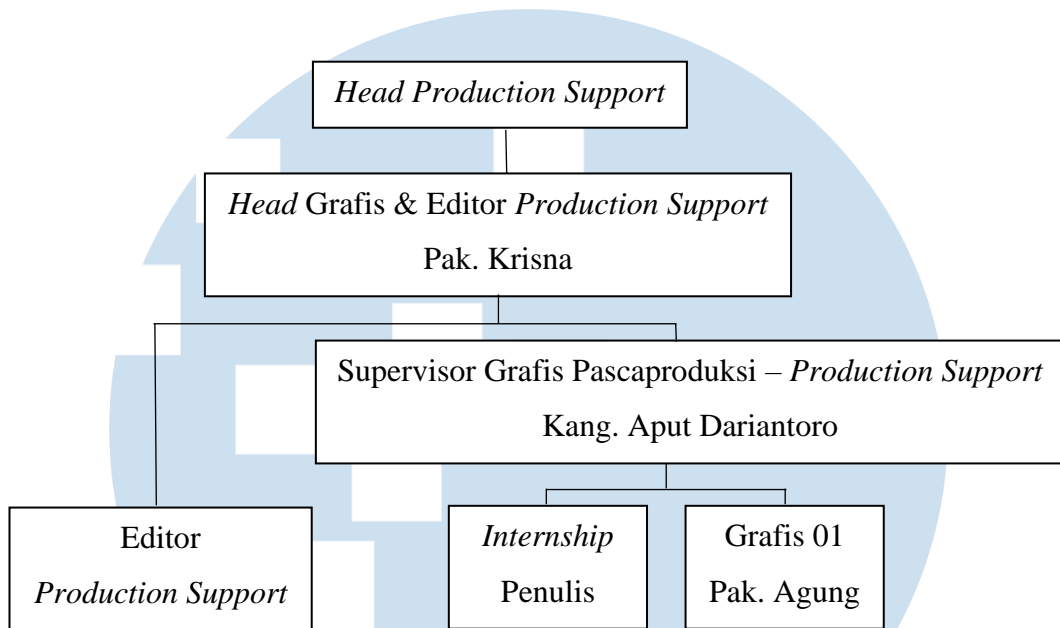 Head Production Support
Head Grafis & Editor Production Support
Pak. Krisna
Supervisor Grafis Pascaproduksi – Production Support
Kang. Aput Dariantoro
Editor
Production Support
Internship
Penulis
Grafis 01
Pak. Agung